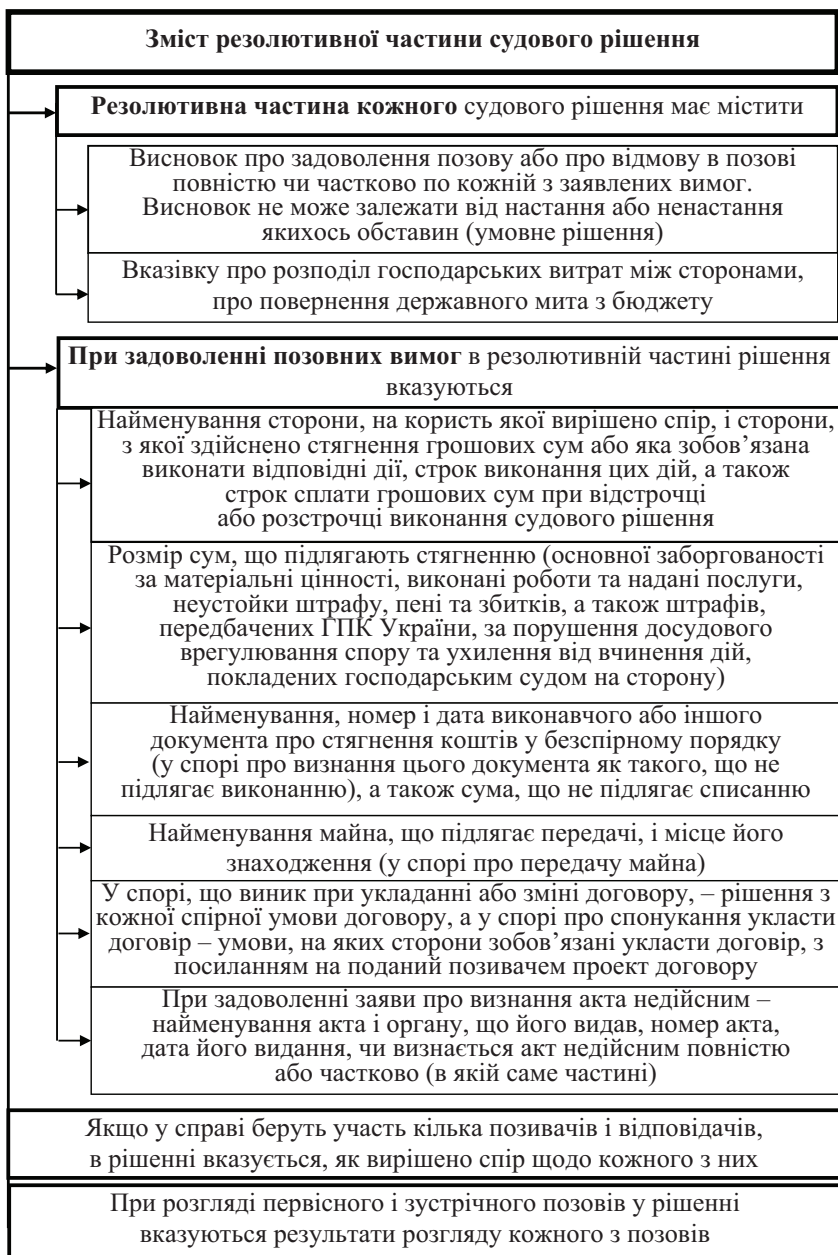 Зміст резолютивної частини судового рішення
Резолютивна частина кожного судового рішення має містити
Висновок про задоволення позову або про відмову в позові
повністю чи частково по кожній з заявлених вимог.
Висновок не може залежати від настання або ненастання
якихось обставин (умовне рішення)
Вказівку про розподіл господарських витрат між сторонами,
про повернення державного мита з бюджету
При задоволенні позовних вимог в резолютивній частині рішення
вказуються
Найменування сторони, на користь якої вирішено спір, і сторони,
з якої здійснено стягнення грошових сум або яка зобов’язана
виконати відповідні дії, строк виконання цих дій, а також
строк сплати грошових сум при відстрочці
або розстрочці виконання судового рішення
Розмір сум, що підлягають стягненню (основної заборгованості
за матеріальні цінності, виконані роботи та надані послуги,
неустойки штрафу, пені та збитків, а також штрафів,
передбачених ГПК України, за порушення досудового
врегулювання спору та ухилення від вчинення дій,
покладених господарським судом на сторону)
Найменування, номер і дата виконавчого або іншого
документа про стягнення коштів у безспірному порядку
(у спорі про визнання цього документа як такого, що не
підлягає виконанню), а також сума, що не підлягає списанню
Найменування майна, що підлягає передачі, і місце його
знаходження (у спорі про передачу майна)
У спорі, що виник при укладанні або зміні договору, – рішення з
кожної спірної умови договору, а у спорі про спонукання укласти
договір – умови, на яких сторони зобов’язані укласти договір, з
посиланням на поданий позивачем проект договору
При задоволенні заяви про визнання акта недійсним –
найменування акта і органу, що його видав, номер акта,
дата його видання, чи визнається акт недійсним повністю
або частково (в якій саме частині)
Якщо у справі беруть участь кілька позивачів і відповідачів,
в рішенні вказується, як вирішено спір щодо кожного з них
При розгляді первісного і зустрічного позовів у рішенні
вказуються результати розгляду кожного з позовів